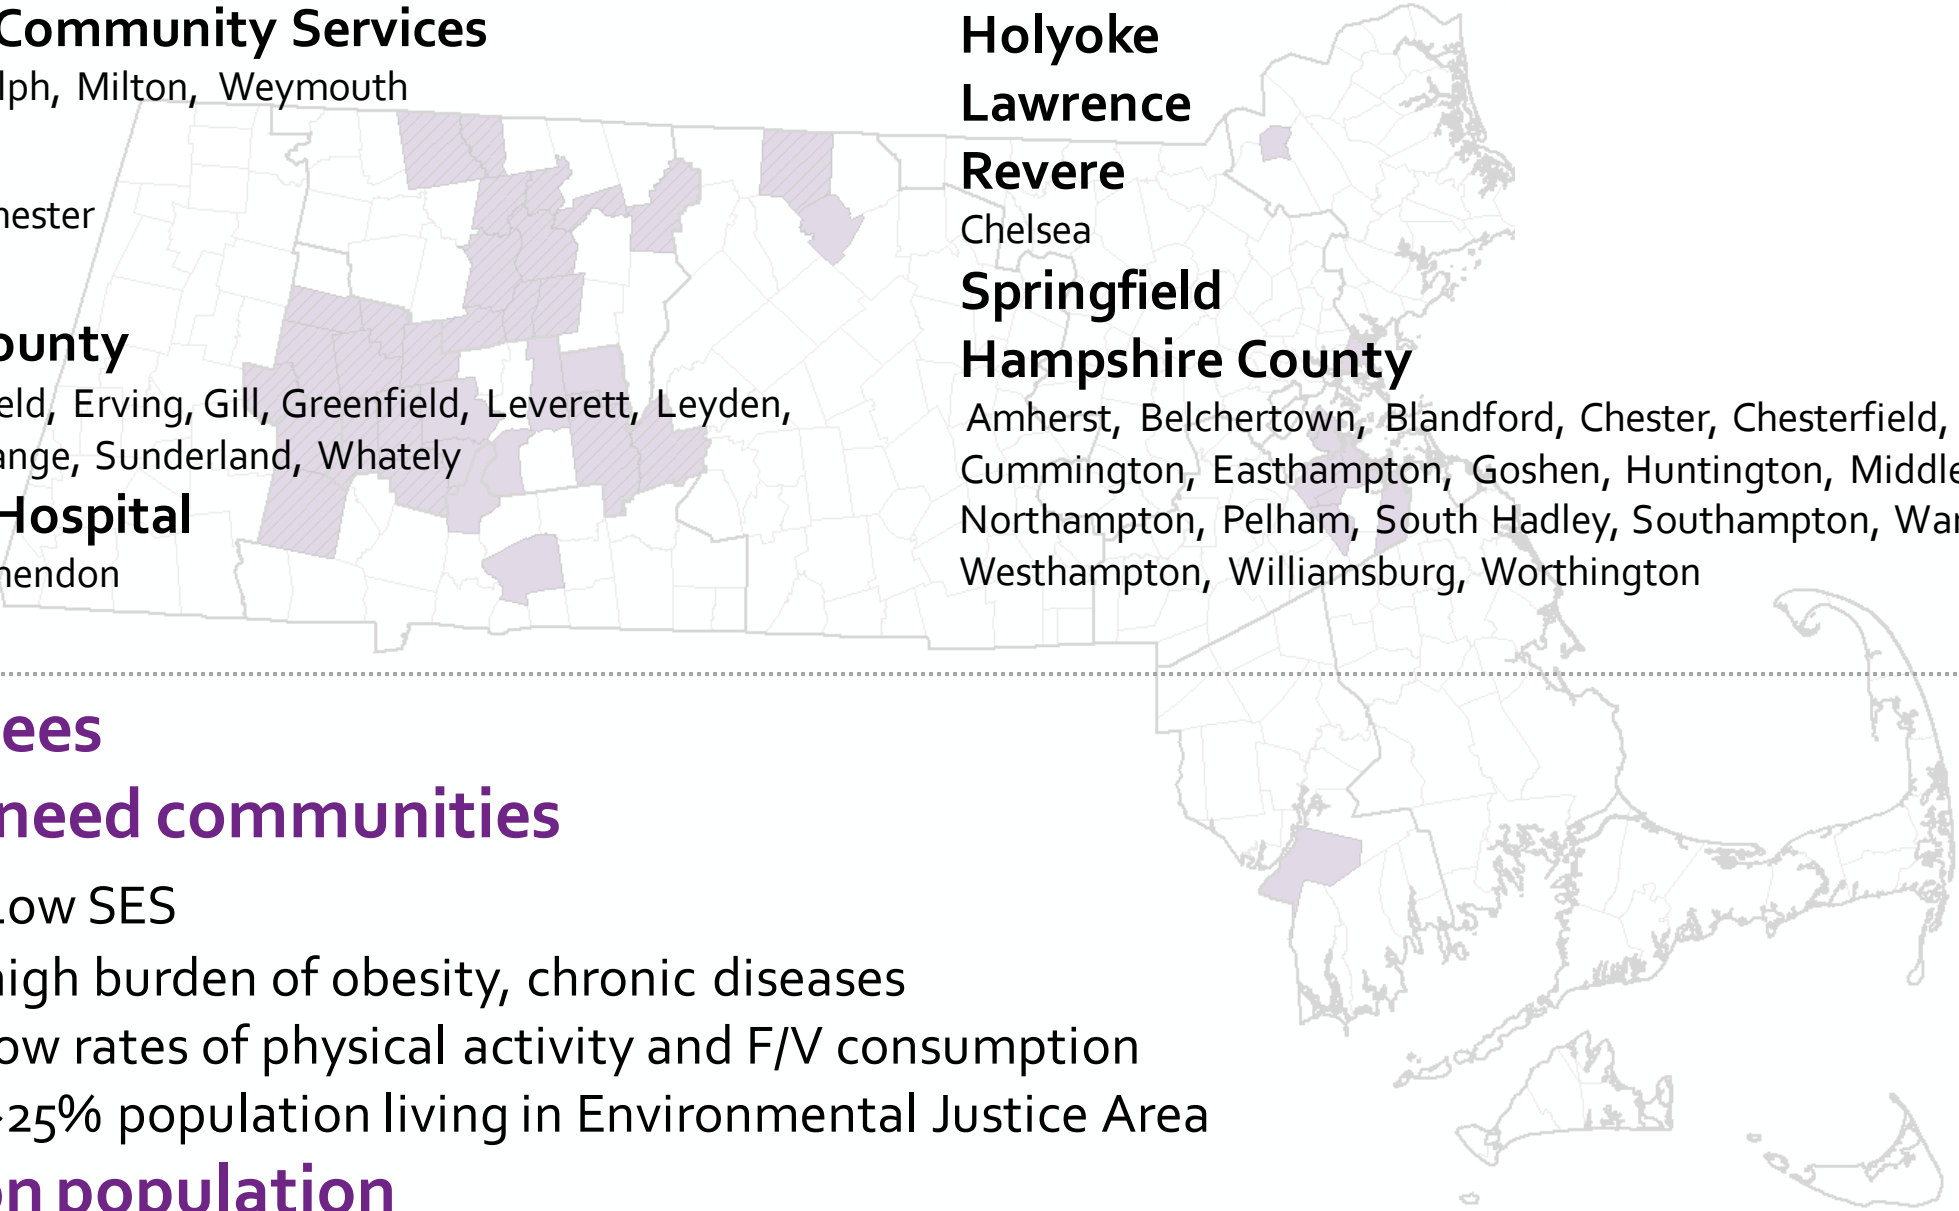 Community Services
lph, Milton, Weymouth
hester
ounty
eld, Erving, Gill, Greenfield, Leverett, Leyden,
ange, Sunderland, Whately
Hospital
hendon
Holyoke
Lawrence
Revere
Chelsea
Springfield
Hampshire County
Amherst, Belchertown, Blandford, Chester, Chesterfield,
Cummington, Easthampton, Goshen, Huntington, Middle
Northampton, Pelham, South Hadley, Southampton, War
Westhampton, Williamsburg, Worthington
ees
need communities
Low SES
high burden of obesity, chronic diseases
ow rates of physical activity and F/V consumption
>25% population living in Environmental Justice Area
on population